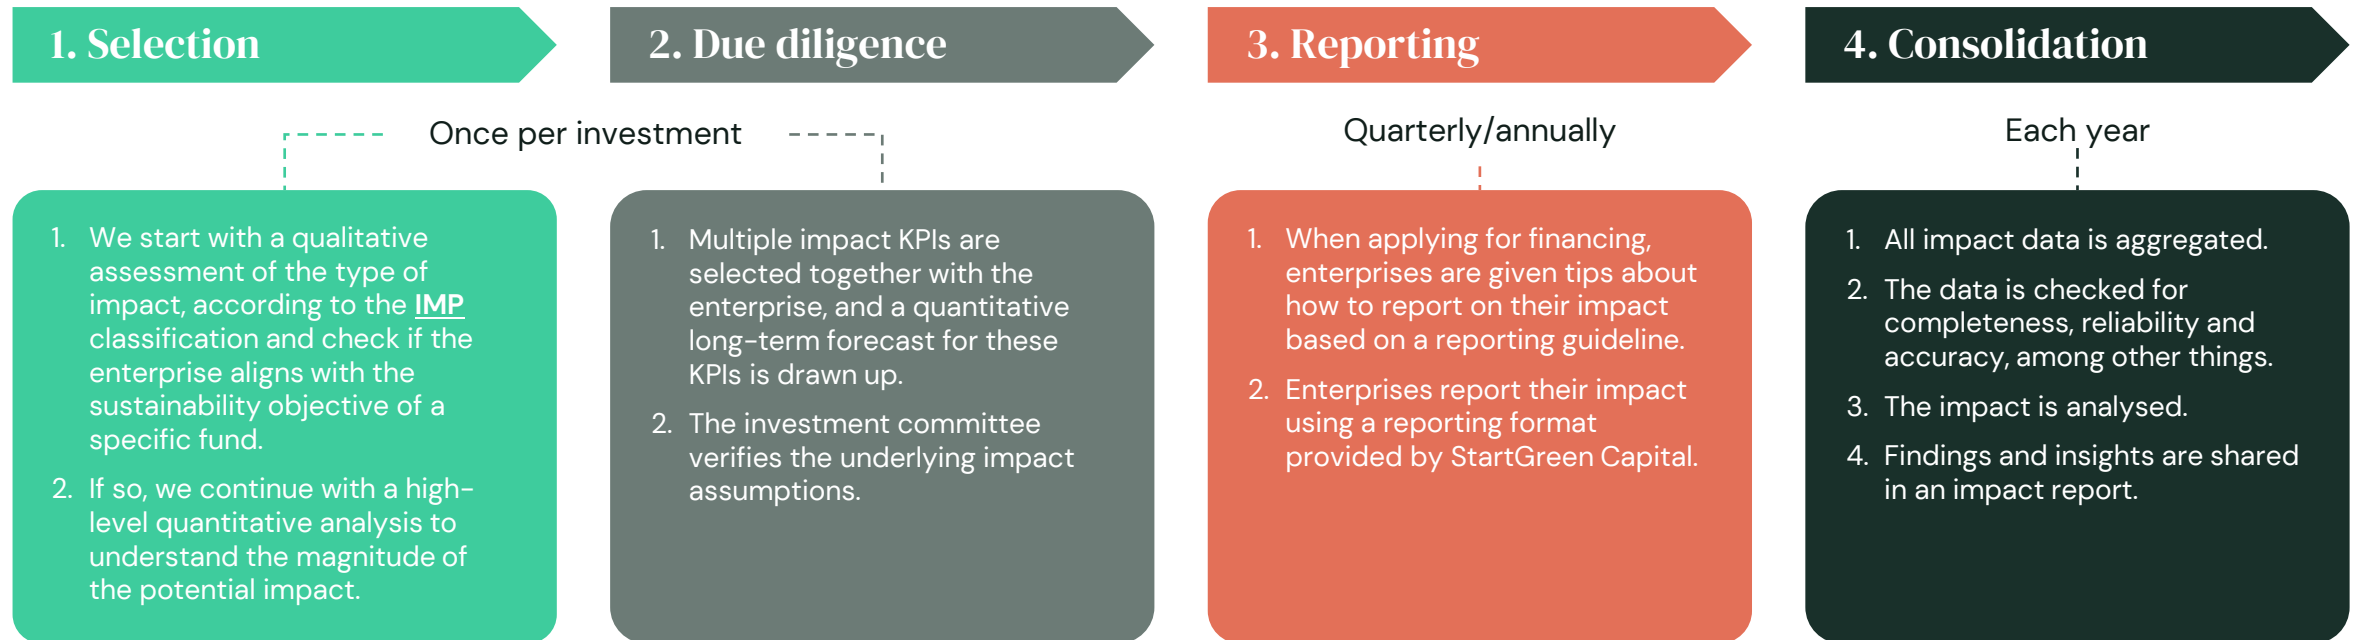 1. Selection
2. Due diligence
3. Reporting
4. Consolidation
Once per investment
Quarterly/annually
Each year
1. We start with a qualitative
assessment of the type of
impact, according to the IMP
classification and check if the
enterprise aligns with the
sustainability objective of a
specific fund.
2. If so, we continue with a high-
level quantitative analysis to
understand the magnitude of
the potential impact.
1. Multiple impact KPIs are
selected together with the
enterprise, and a quantitative
long-term forecast for these
KPIs is drawn up.
2. The investment committee
verifies the underlying impact
assumptions.
1. When applying for financing,
enterprises are given tips about
how to report on their impact
based on a reporting guideline.
2. Enterprises report their impact
using a reporting format
provided by StartGreen Capital.
1. All impact data is aggregated.
2. The data is checked for
completeness, reliability and
accuracy, among other things.
3. The impact is analysed.
4. Findings and insights are shared
in an impact report.